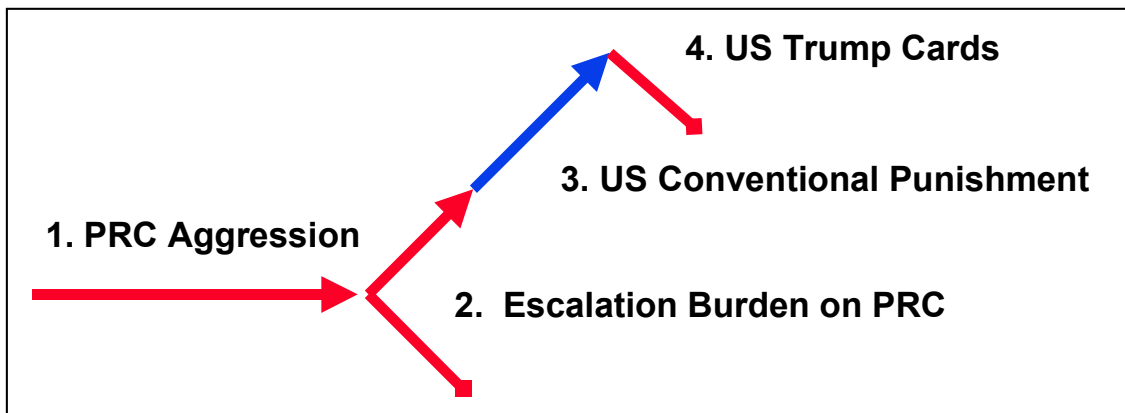 4. US Trump Cards
3. US Conventional Punishment
1. PRC Aggression
2. Escalation Burden on PRC